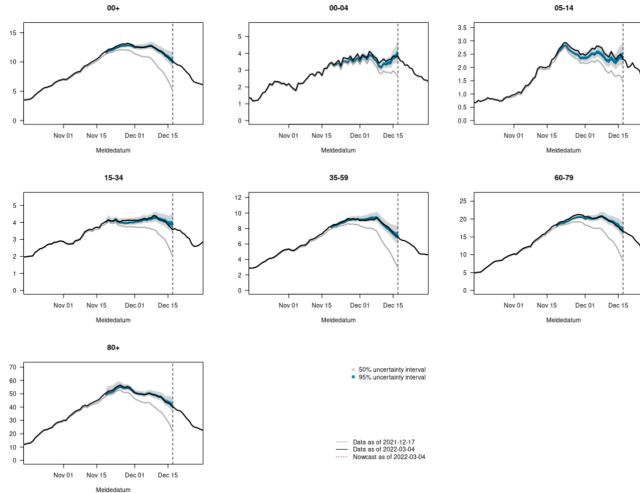 00+
00-04
05-14
15
10
5
0
5
4
3
2
1
0
3.5
3.0
2.5
2.0
1.5
1.0
0.5
0.0
Nov 01 Nov 15 Dec 01 Dec 15
Nov 01 Nov 15 Dec 01 Dec 15
Nov 01 Nov 15 Dec 01 Dec 15
Meldedatum
Meldedatum
Meldedatum
15-34
35-59
60-79
5
4
3
2
1
0
12
10
8
6
4
2
0
25
20
15
10
5
0
Nov 01 Nov 15 Dec 01 Dec 15
Nov 01 Nov 15 Dec 01 Dec 15
Nov 01 Nov 15 Dec 01 Dec 15
Meldedatum
Meldedatum
Meldedatum
80+
70
60
50
40
30
20
10
0
Nov 01 Nov 15 Dec 01 Dec 15
Meldedatum
50% uncertainty interval
95% uncertainty interval
Data as of 2021-12-17
Data as of 2022-03-04
Nowcast as of 2022-03-04